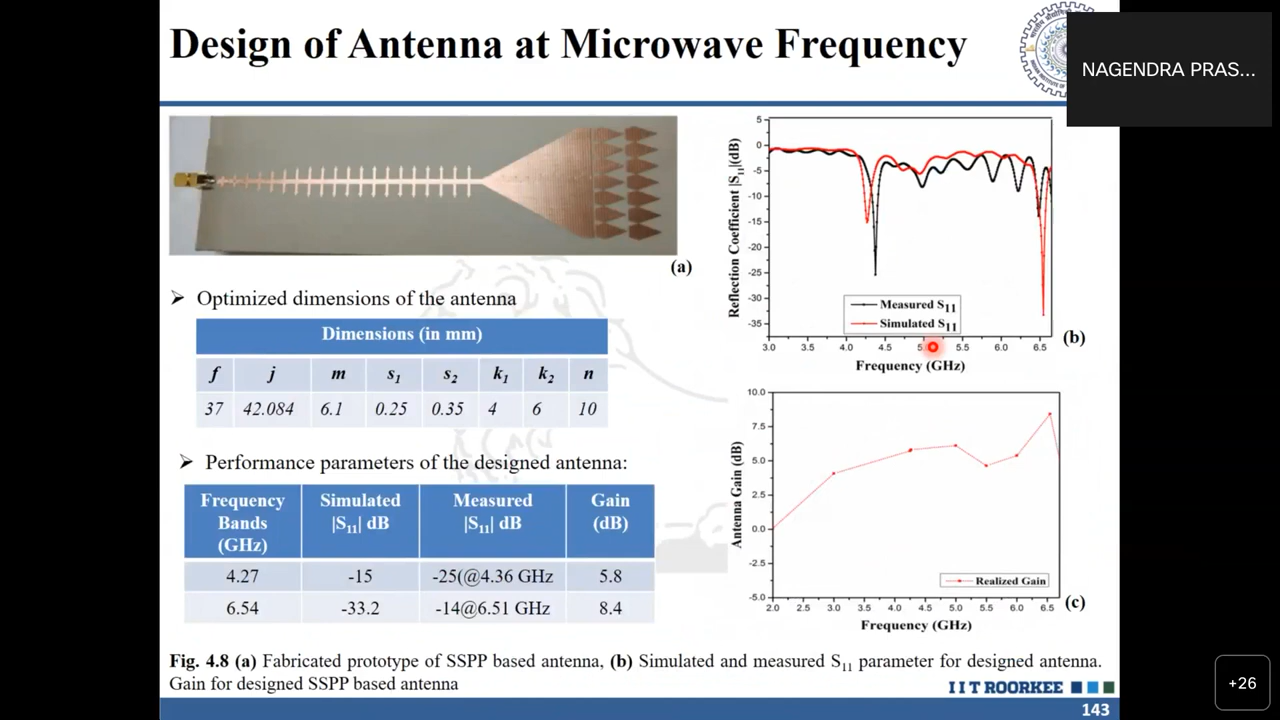 Design of Antenna at Microwave Frequency
NAGENDRA PRAS...
(a)
➢ Optimized dimensions of the antenna
Dimensions (in mm)
f j m s1 s2 k1 k2 n
37 42.084 6.1 0.25 0.35 4 6 10
➢ Performance parameters of the designed antenna:
Frequency Bands (GHz) Simulated |S11| dB Measured |S11| dB Gain (dB)
4.27 -15 -25(@4.36 GHz 5.8
6.54 -33.2 -14@6.51 GHz 8.4
Reflection Coefficient |S11|(dB)
5
0
-5
-10
-15
-20
-25
-30
-35
Measured S11
Simulated S11
3.0 3.5 4.0 4.5 5.5 6.0 6.5
Frequency (GHz)
(b)
Antenna Gain (dB)
10.0
7.5
5.0
2.5
0.0
-2.5
-5.0
Realized Gain
2.0 2.5 3.0 3.5 4.0 4.5 5.0 5.5 6.0 6.5
Frequency (GHz)
(c)
Fig. 4.8 (a) Fabricated prototype of SSPP based antenna, (b) Simulated and measured S11 parameter for designed antenna.
Gain for designed SSPP based antenna
I I T ROORKEE
143
+26